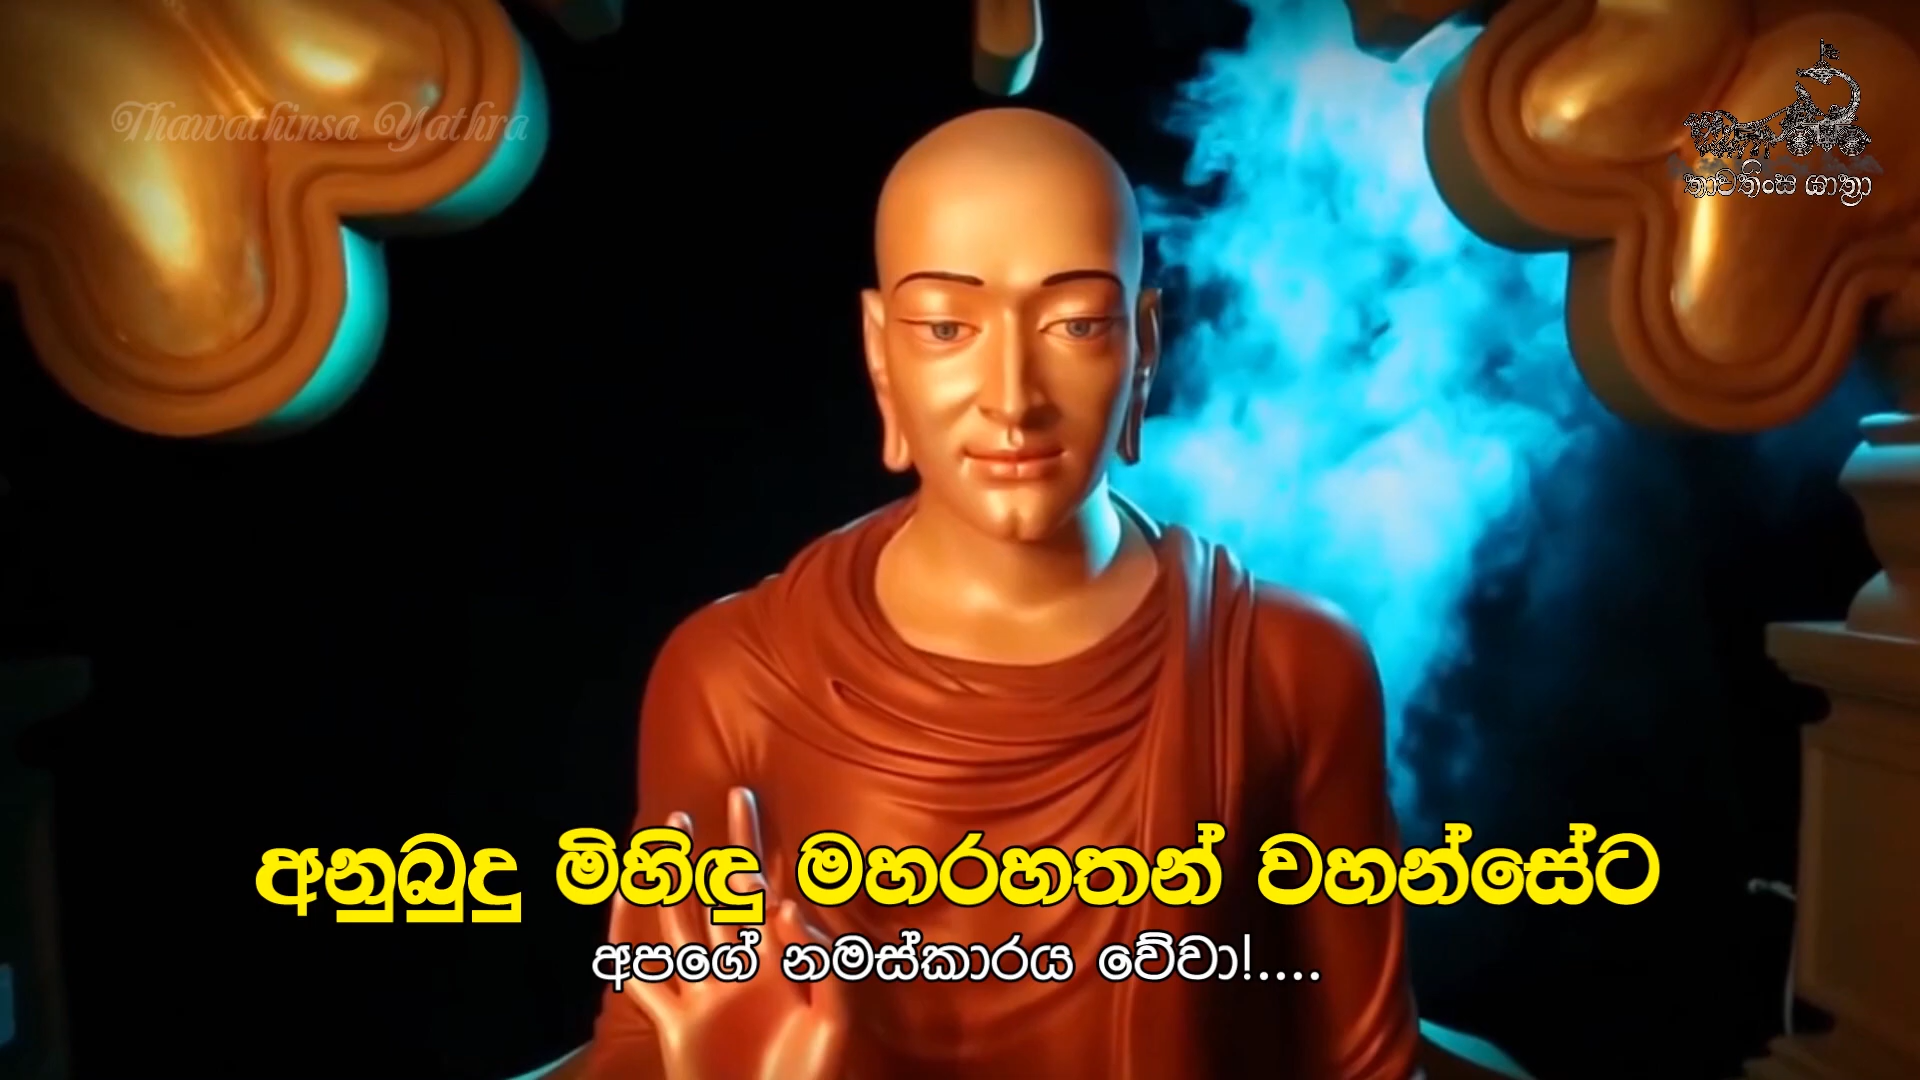 Thawathinsa Yathra
තාවතිංස යාත්‍රා
අනුබුදු මිහිඳු මහරහතන් වහන්සේට
අපගේ නමස්කාරය වේවා!....